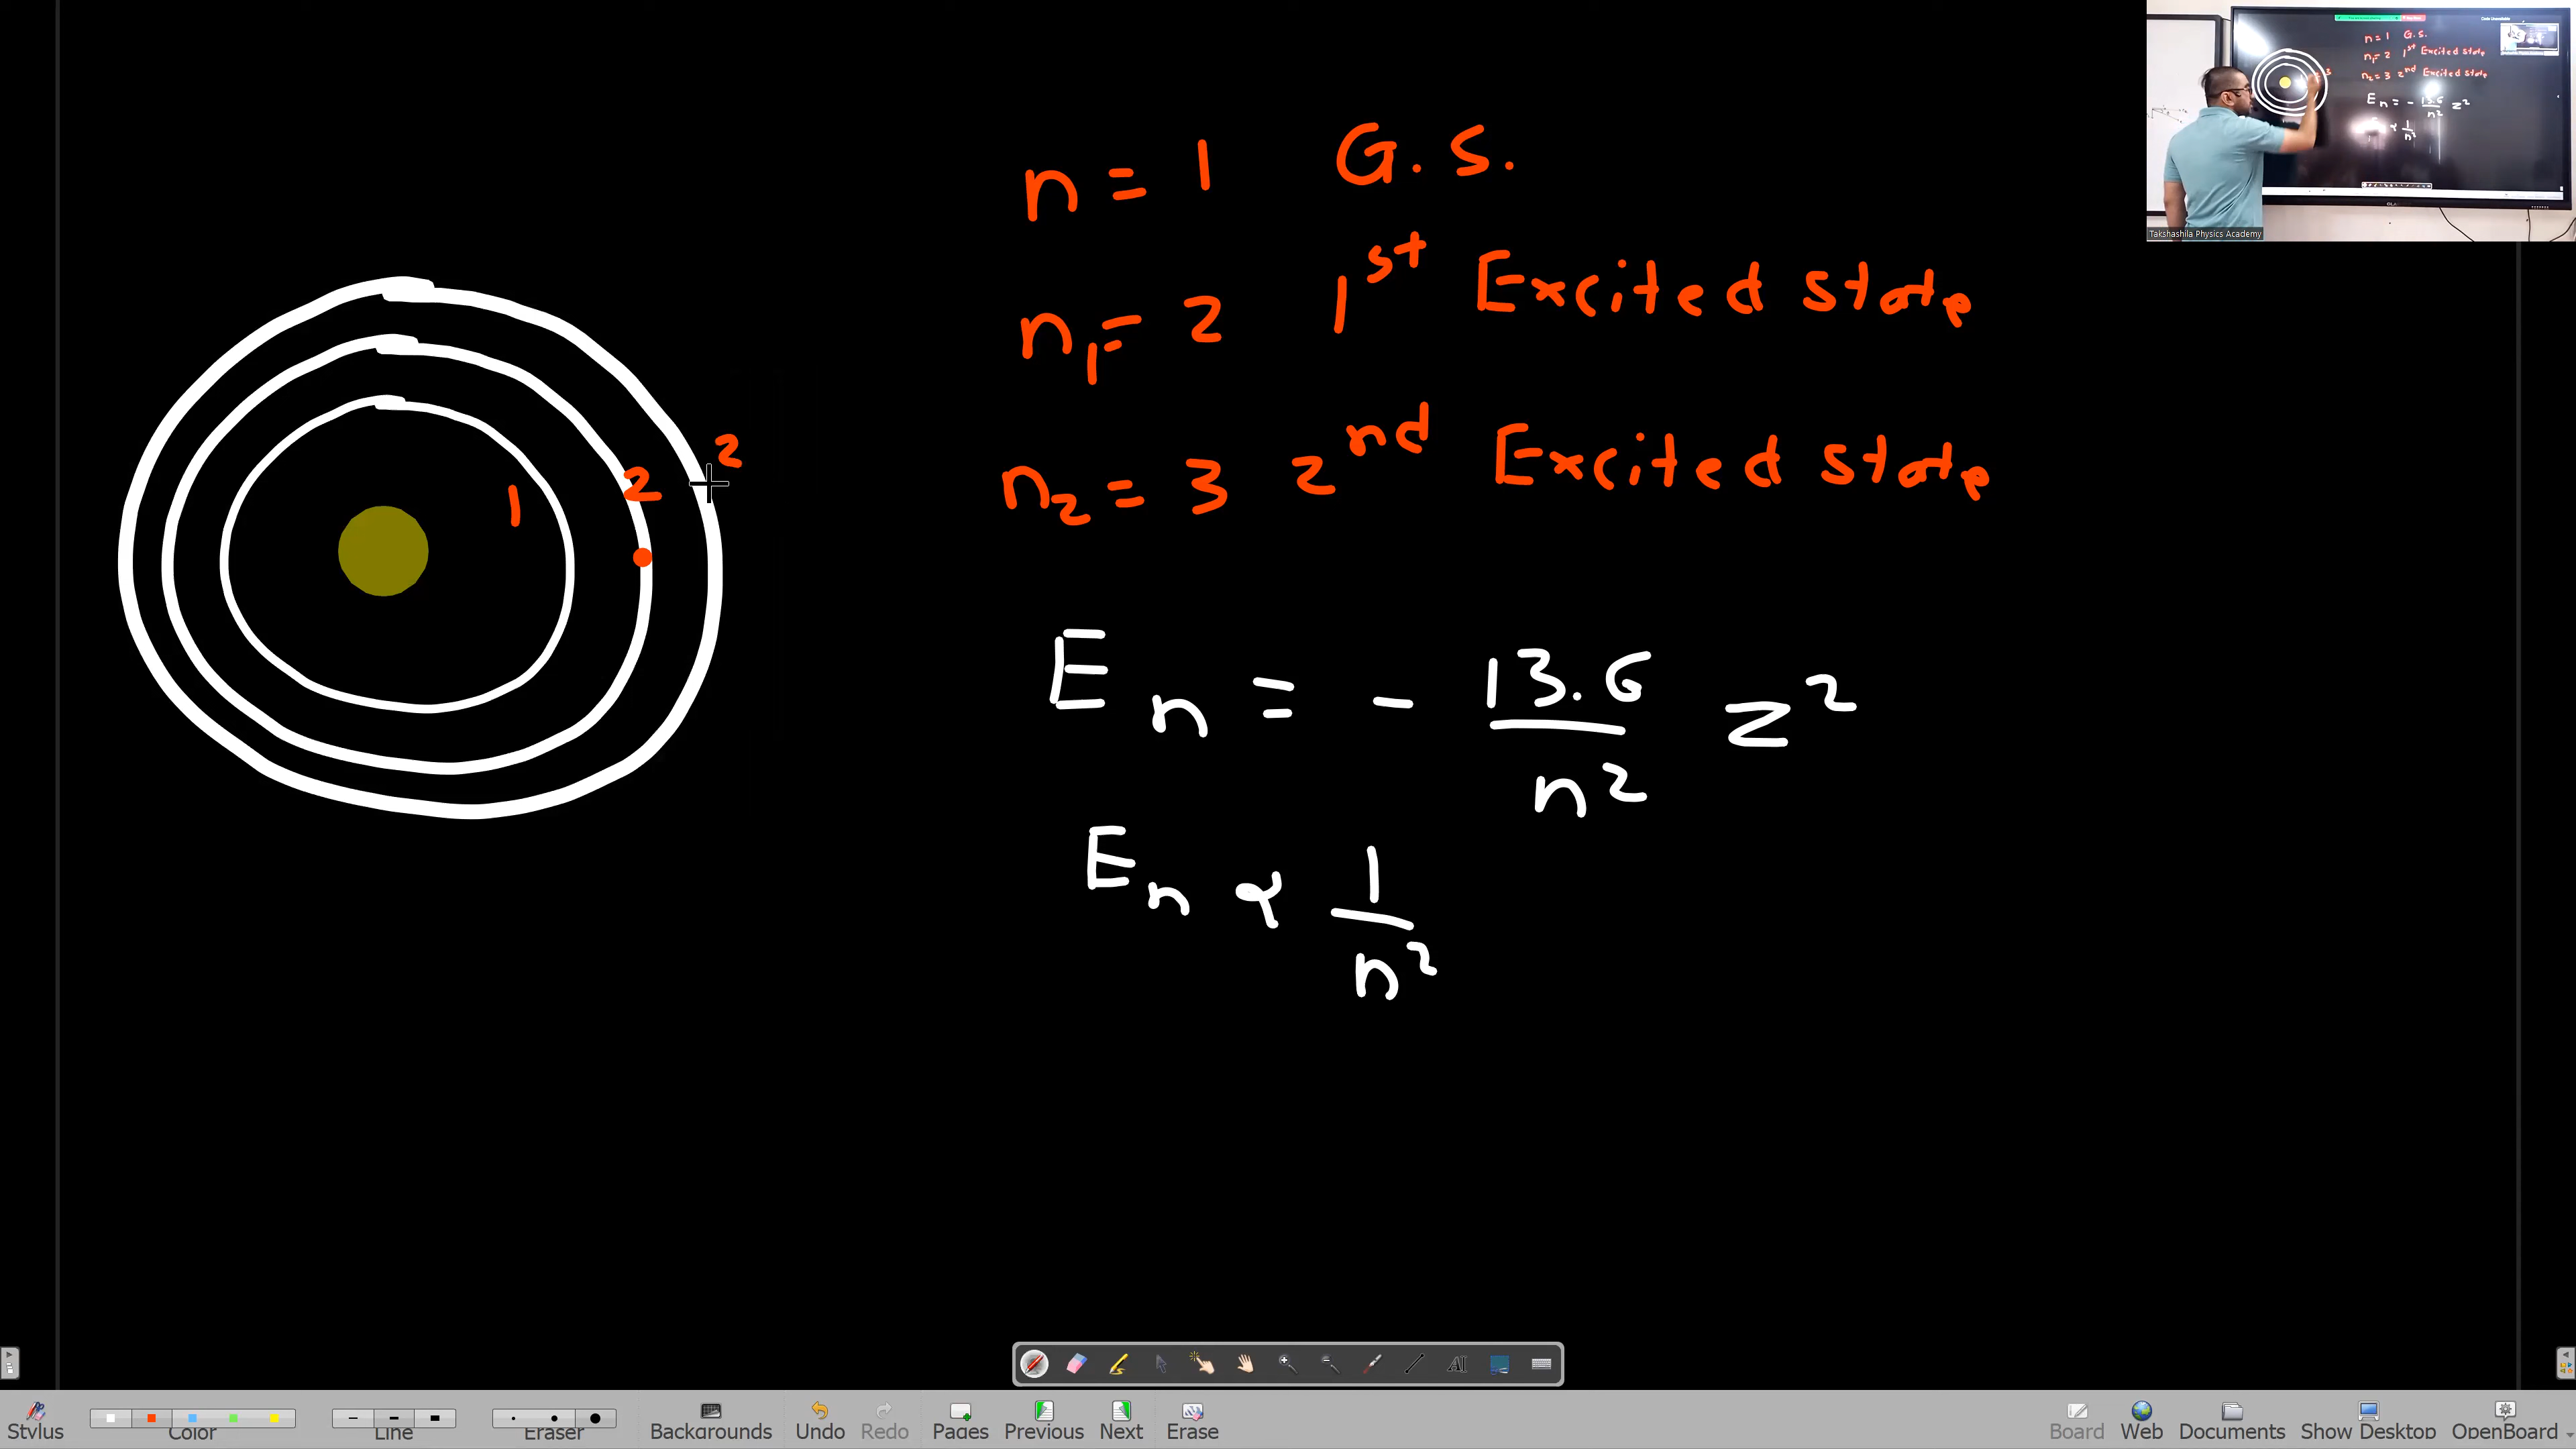 n = 1 G.S.
n₁ = 2 1ˢᵗ Excited state
n₂ = 3 2ⁿᵈ Excited state
1 2 2
Eₙ = - 13.6/n² z²
Eₙ ∝ 1/n²
Takshashila Physics Academy
Stylus Color Line Eraser Backgrounds Undo Redo Pages Previous Next Erase Board Web Documents Show Desktop OpenBoard